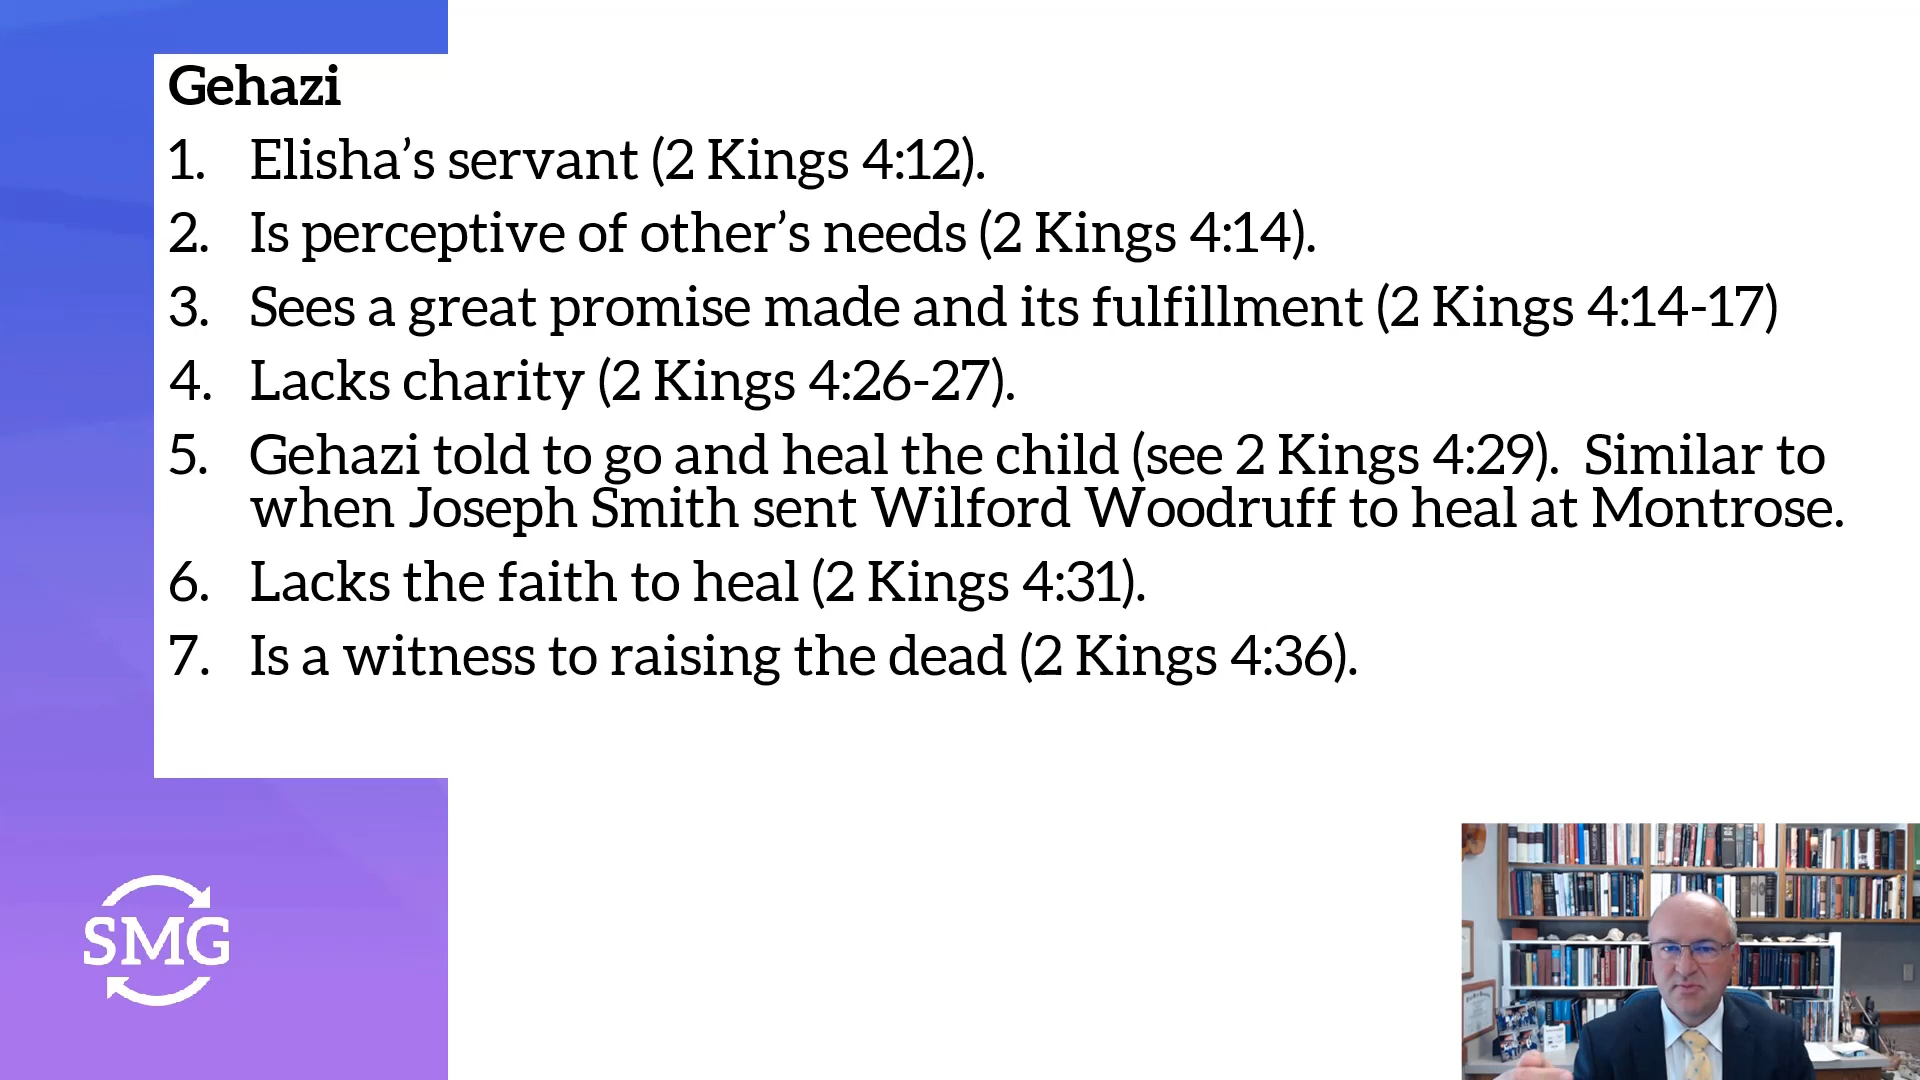 Gehazi
1. Elisha’s servant (2 Kings 4:12).
2. Is perceptive of other’s needs (2 Kings 4:14).
3. Sees a great promise made and its fulfillment (2 Kings 4:14-17)
4. Lacks charity (2 Kings 4:26-27).
5. Gehazi told to go and heal the child (see 2 Kings 4:29). Similar to
when Joseph Smith sent Wilford Woodruff to heal at Montrose.
6. Lacks the faith to heal (2 Kings 4:31).
7. Is a witness to raising the dead (2 Kings 4:36).
SMG